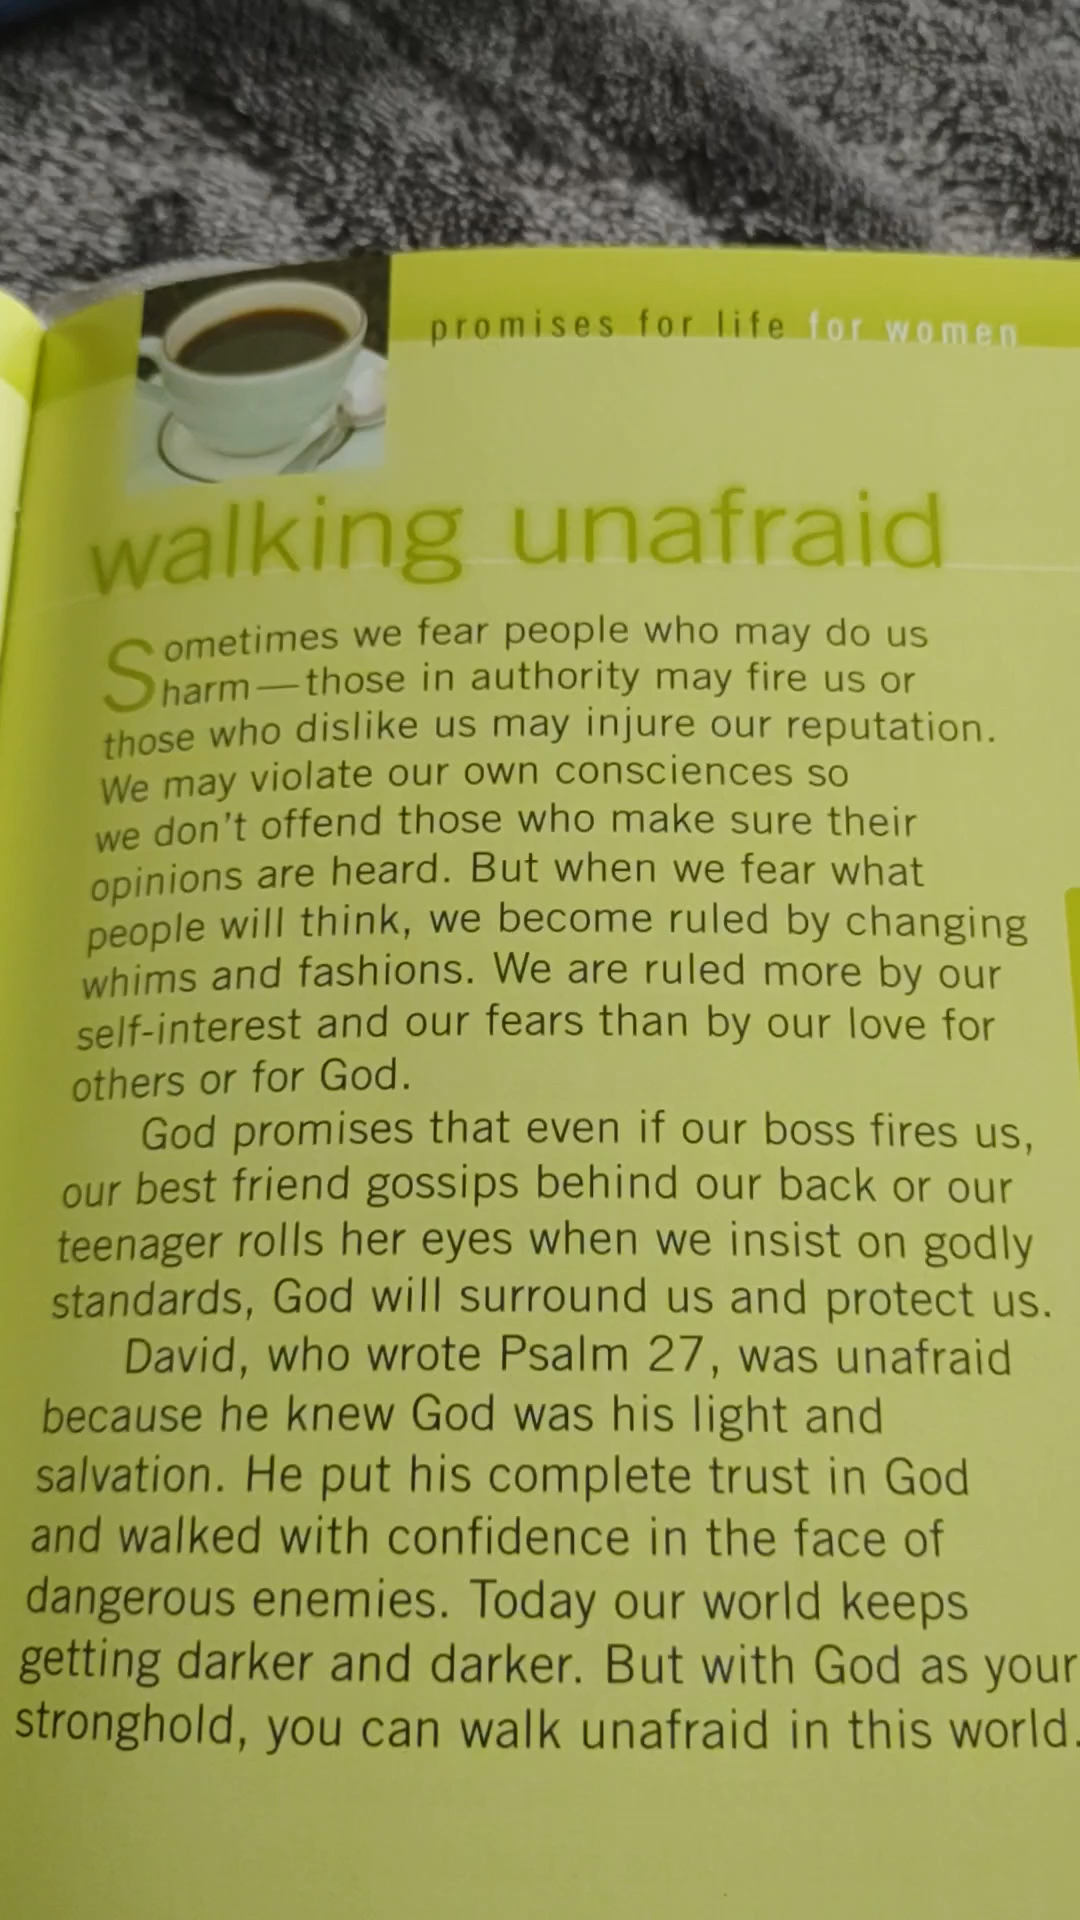 promises for life for women
walking unafraid
Sometimes we fear people who may do us
harm—those in authority may fire us or
those who dislike us may injure our reputation.
We may violate our own consciences so
we don't offend those who make sure their
opinions are heard. But when we fear what
people will think, we become ruled by changing
whims and fashions. We are ruled more by our
self-interest and our fears than by our love for
others or for God.
God promises that even if our boss fires us,
our best friend gossips behind our back or our
teenager rolls her eyes when we insist on godly
standards, God will surround us and protect us.
David, who wrote Psalm 27, was unafraid
because he knew God was his light and
salvation. He put his complete trust in God
and walked with confidence in the face of
dangerous enemies. Today our world keeps
getting darker and darker. But with God as your
stronghold, you can walk unafraid in this world.